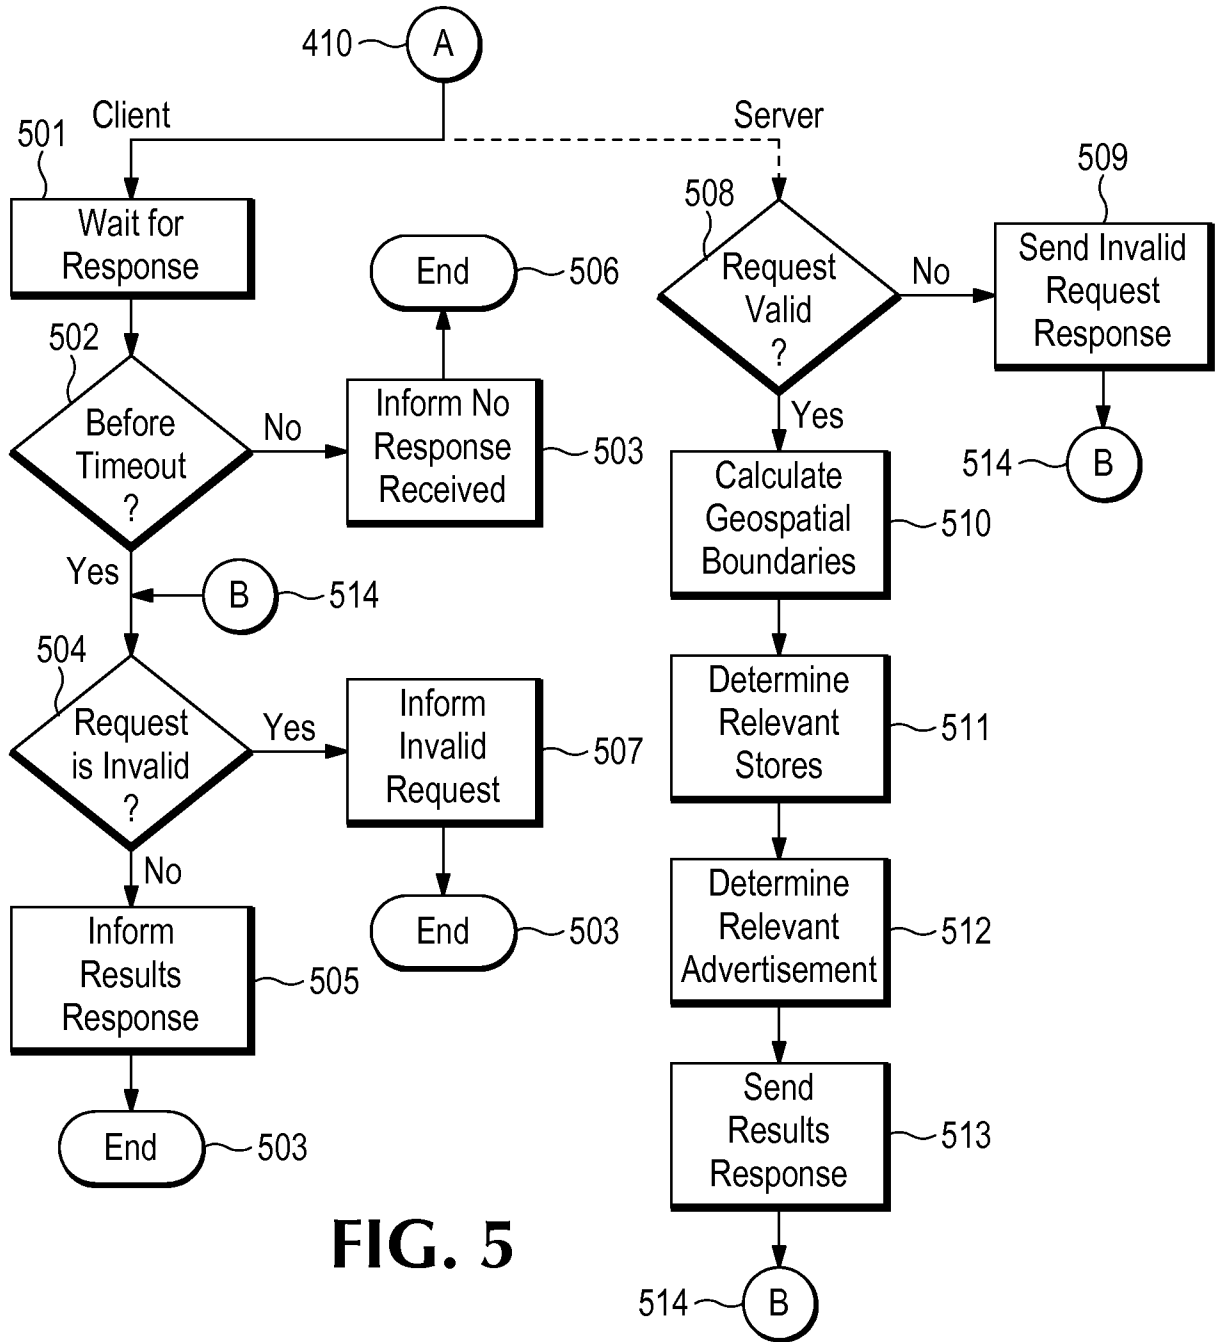 410
A
Client
Server
501
Wait for
Response
502
Before
Timeout
?
No
Inform No
Response
Received
503
End
506
Yes
B
514
504
Request
is Invalid
?
Yes
Inform
Invalid
Request
507
End
503
No
Inform
Results
Response
505
End
503
508
Request
Valid
?
No
509
Send Invalid
Request
Response
514
B
Yes
Calculate
Geospatial
Boundaries
510
Determine
Relevant
Stores
511
Determine
Relevant
Advertisement
512
Send
Results
Response
513
514
B
FIG. 5